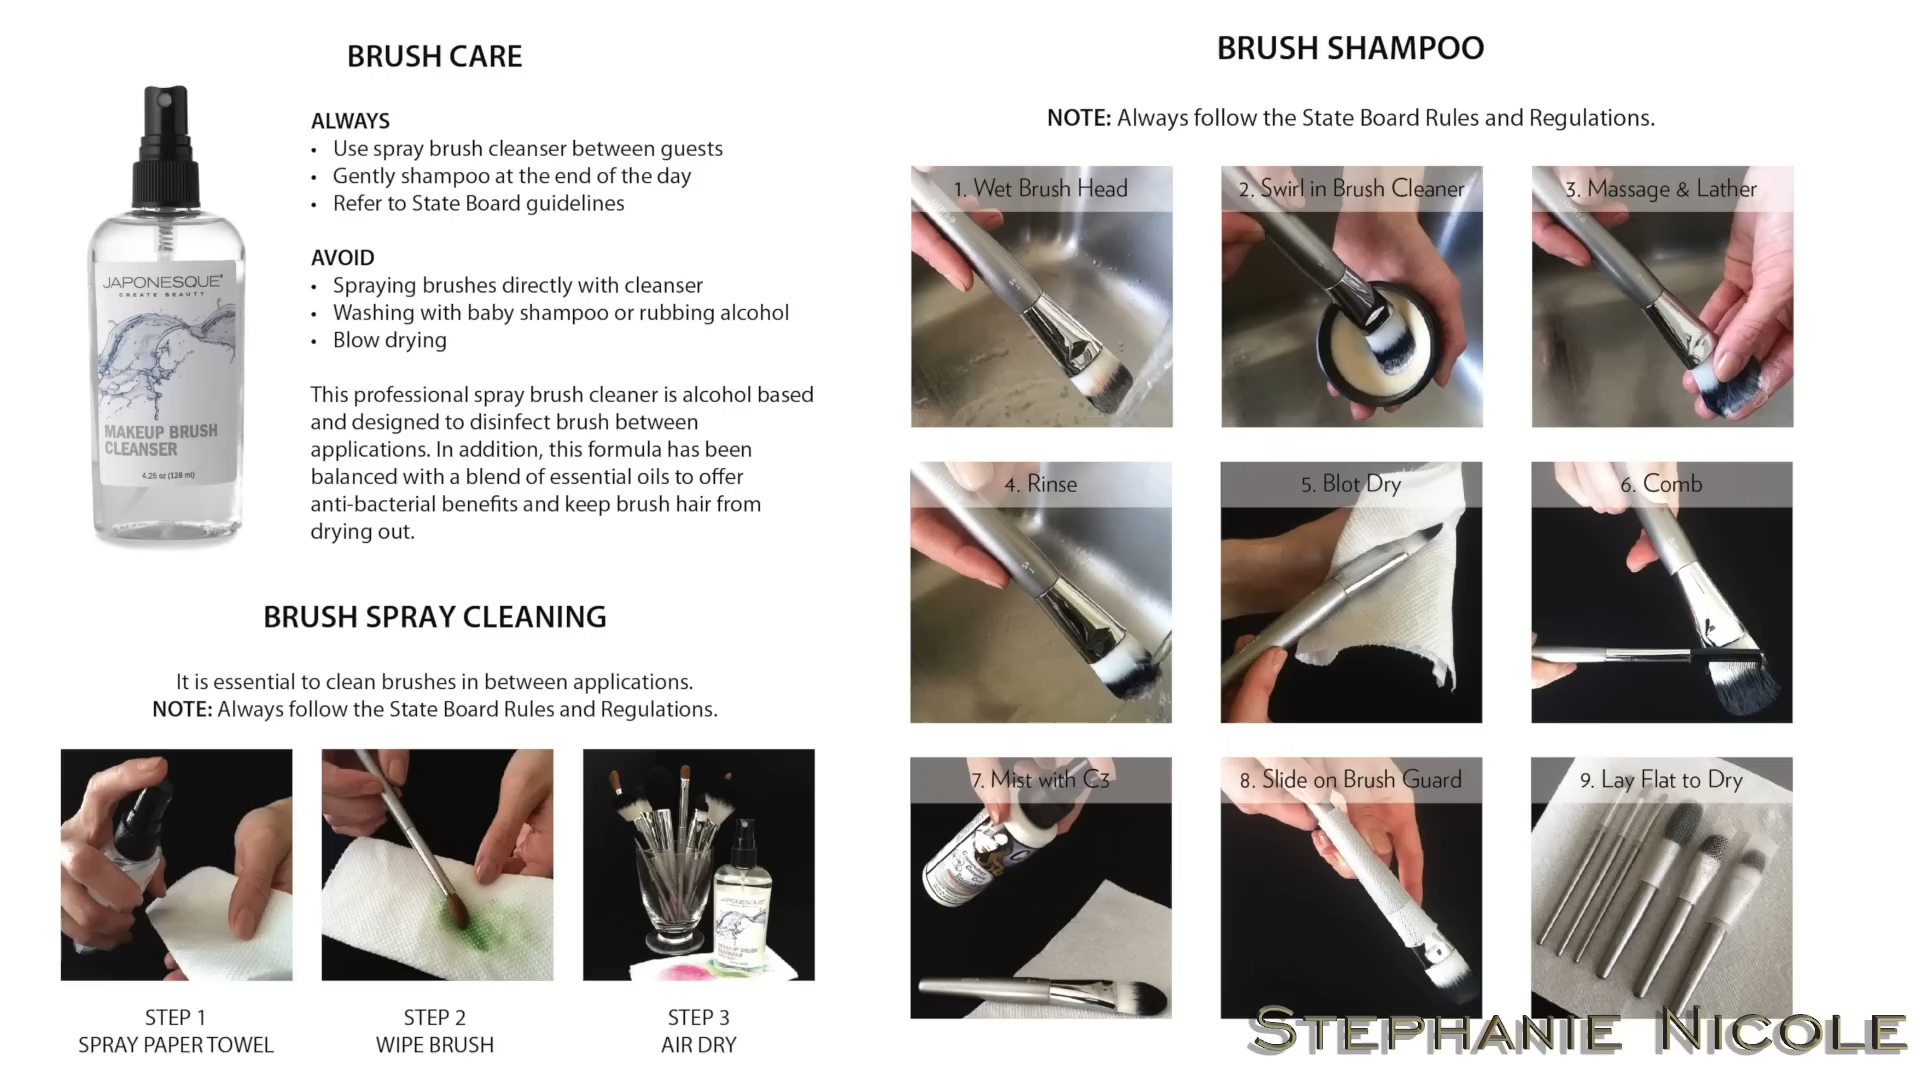 BRUSH CARE
ALWAYS
• Use spray brush cleanser between guests
• Gently shampoo at the end of the day
• Refer to State Board guidelines
AVOID
• Spraying brushes directly with cleanser
• Washing with baby shampoo or rubbing alcohol
• Blow drying
This professional spray brush cleaner is alcohol based
and designed to disinfect brush between
applications. In addition, this formula has been
balanced with a blend of essential oils to offer
anti-bacterial benefits and keep brush hair from
drying out.
JAPONESQUE®
CREATE BEAUTY
MAKEUP BRUSH
CLEANSER
4.25 oz (126 ml)
BRUSH SPRAY CLEANING
It is essential to clean brushes in between applications.
NOTE: Always follow the State Board Rules and Regulations.
JAPONESQUE
STEP 1
SPRAY PAPER TOWEL
STEP 2
WIPE BRUSH
STEP 3
AIR DRY
BRUSH SHAMPOO
NOTE: Always follow the State Board Rules and Regulations.
1. Wet Brush Head
2. Swirl in Brush Cleaner
3. Massage & Lather
4. Rinse
5. Blot Dry
6. Comb
7. Mist with C3
8. Slide on Brush Guard
9. Lay Flat to Dry
STEPHANIE NICOLE